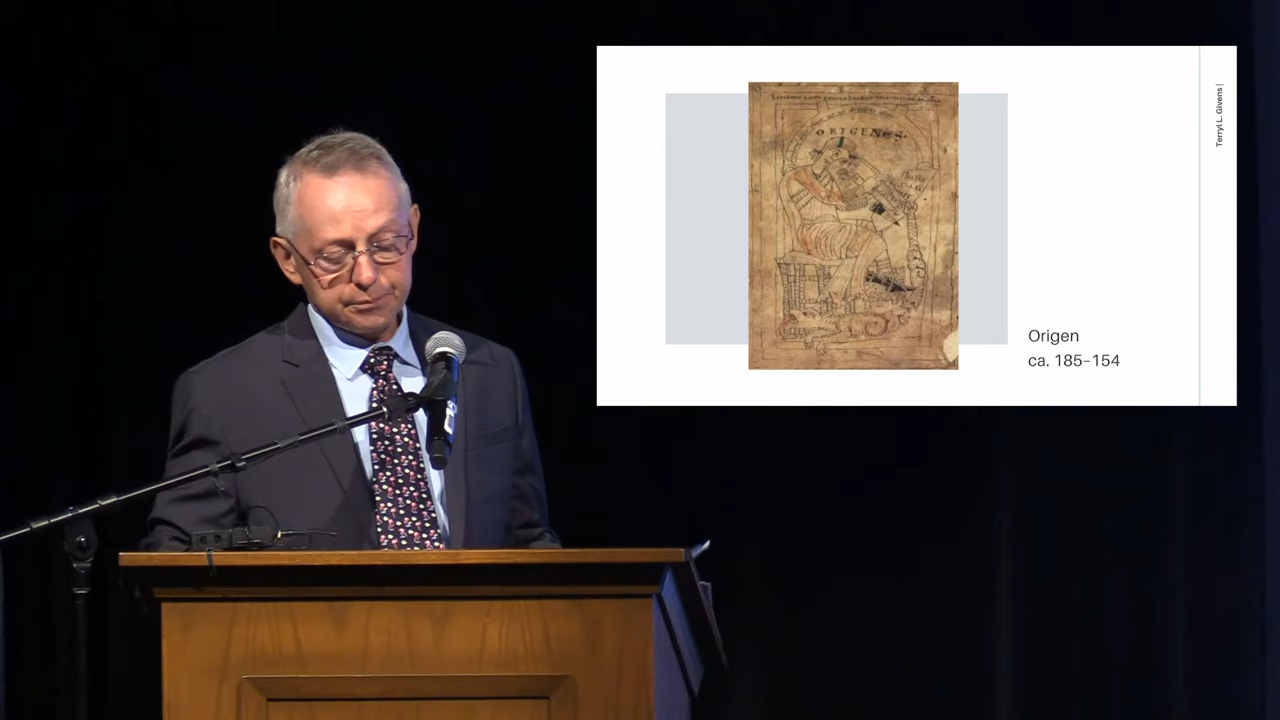 ORIGENES.
Origen
ca. 185–154
Terryl L. Givens |